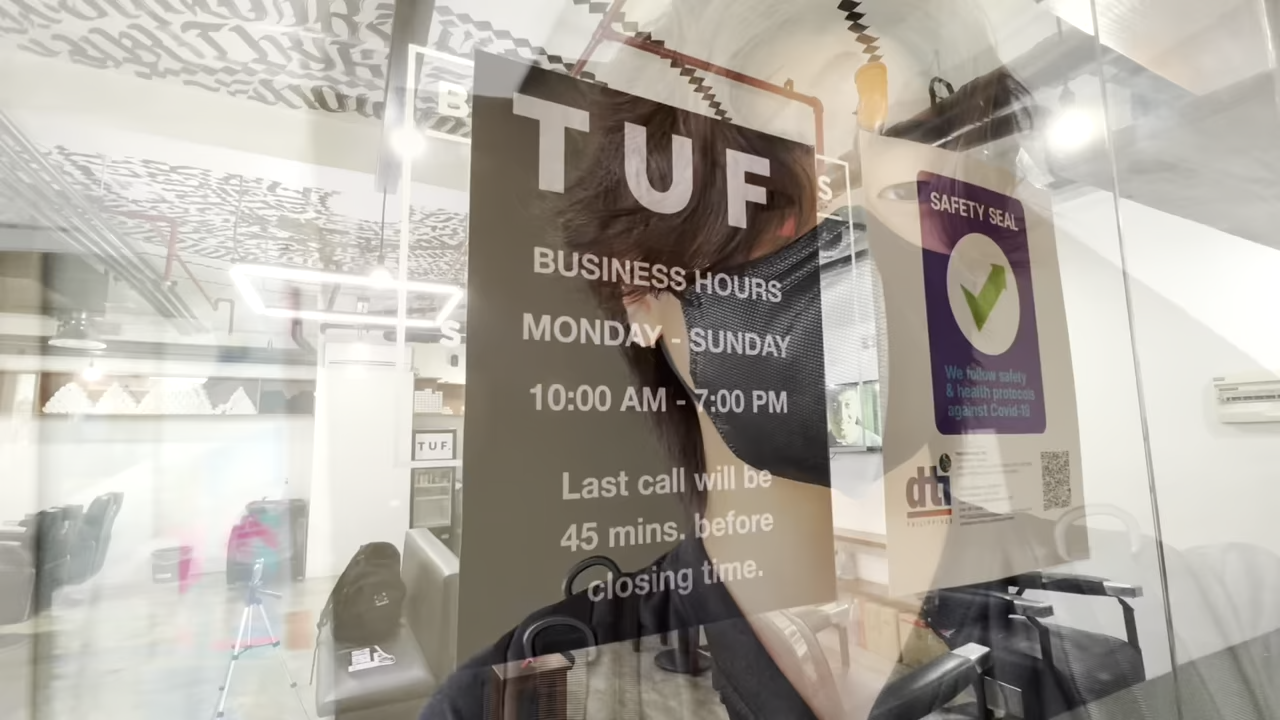 B
S
S
TUF
BUSINESS HOURS
MONDAY - SUNDAY
10:00 AM - 7:00 PM
Last call will be
45 mins. before
closing time.
TUF.
SAFETY SEAL
We follow safety
& health protocols
against Covid-19
dti
PHILIPPINES